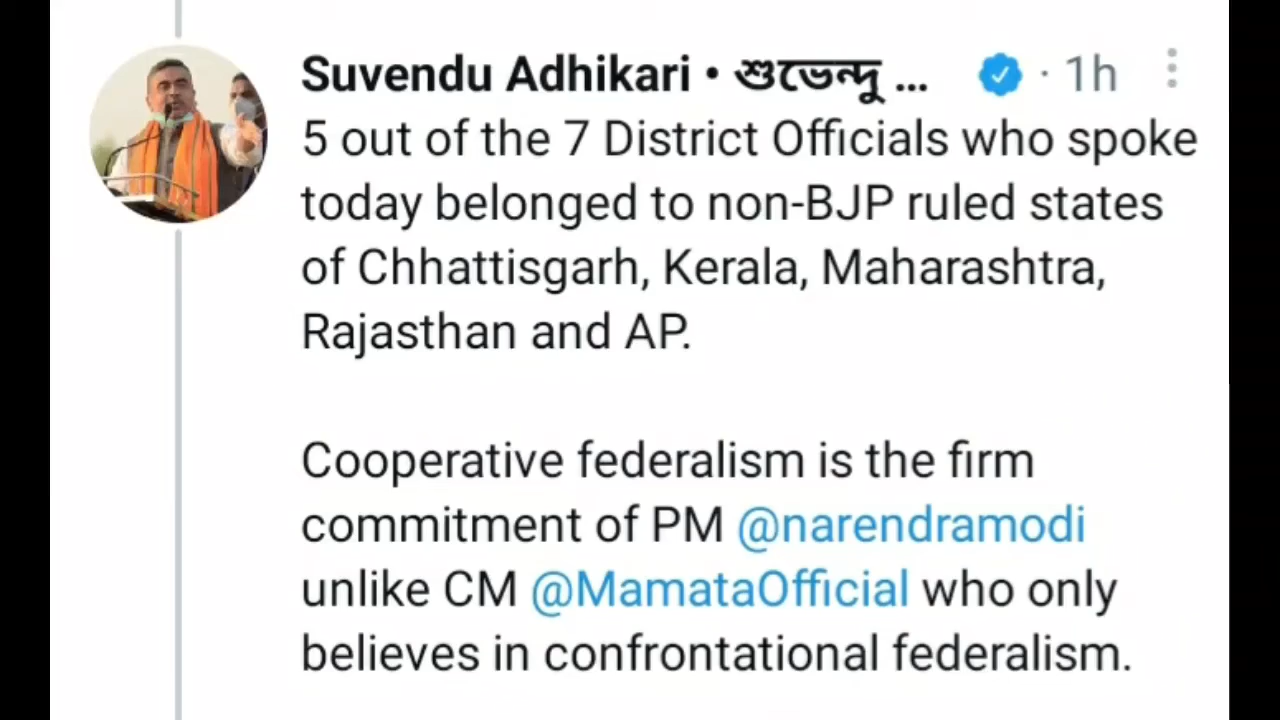 Suvendu Adhikari • শুভেন্দু ... · 1h
5 out of the 7 District Officials who spoke
today belonged to non-BJP ruled states
of Chhattisgarh, Kerala, Maharashtra,
Rajasthan and AP.
Cooperative federalism is the firm
commitment of PM @narendramodi
unlike CM @MamataOfficial who only
believes in confrontational federalism.